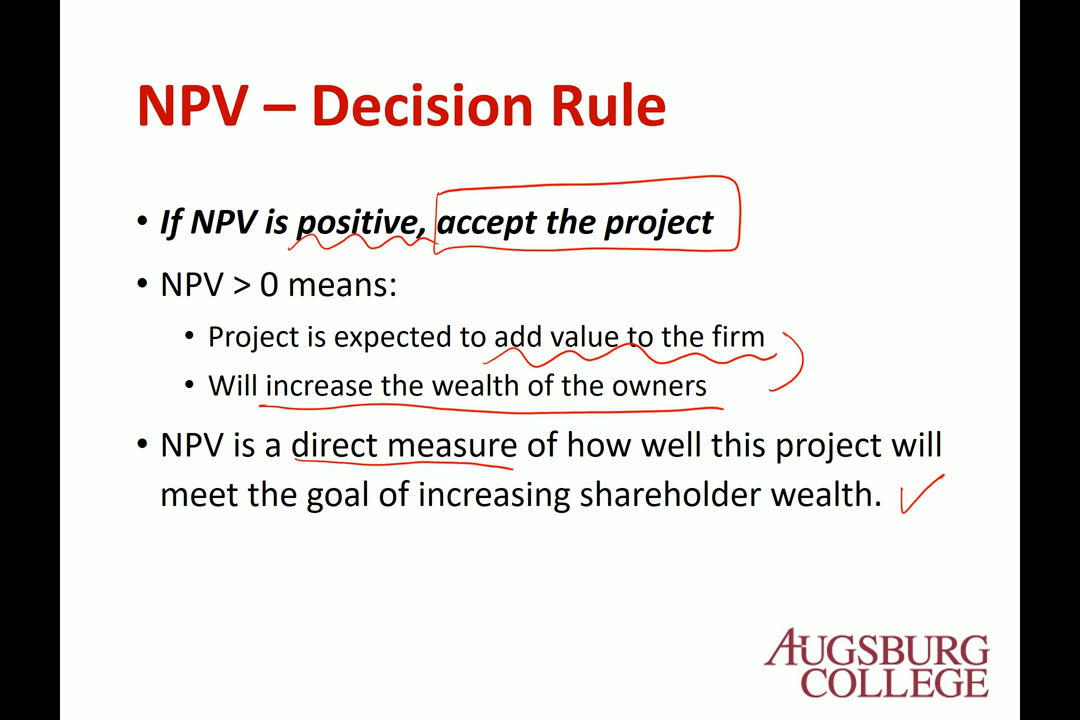 NPV – Decision Rule
• If NPV is positive, accept the project
• NPV > 0 means:
• Project is expected to add value to the firm
• Will increase the wealth of the owners
• NPV is a direct measure of how well this project will
meet the goal of increasing shareholder wealth.
AUGSBURG
COLLEGE